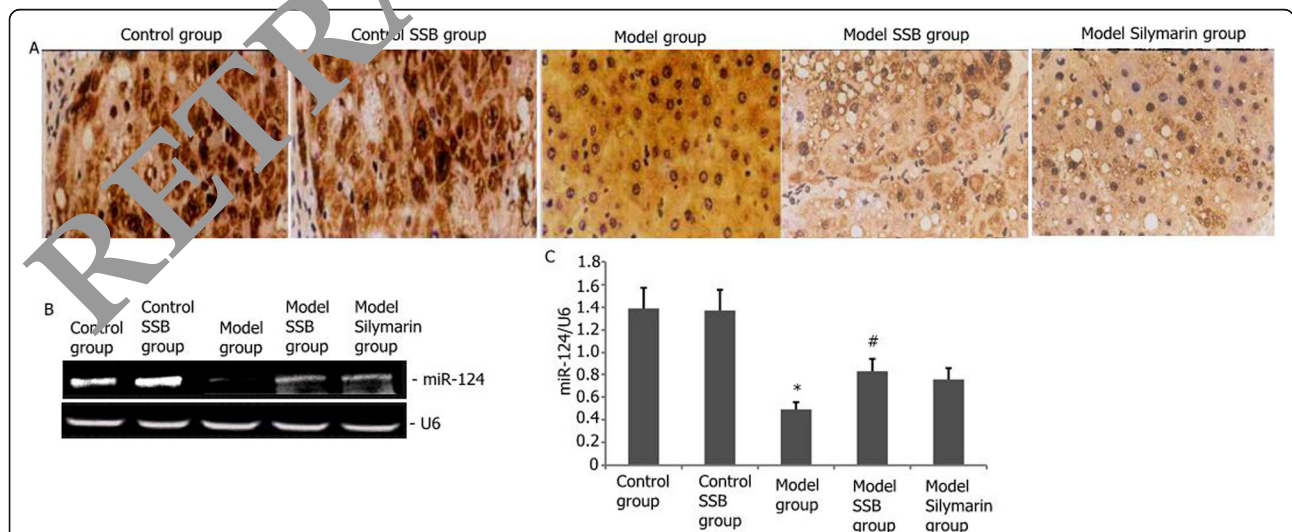 RETRA
Control group
Control SSB group
Model group
Model SSB group
Model Silymarin group
A
B
Control
group
Control
SSB
group
Model
group
Model
SSB
group
Model
Silymarin
group
- miR-124
- U6
C
miR-124/U6
1.8
1.6
1.4
1.2
1.0
0.8
0.6
0.4
0.2
0
*
#
Control
group
Control
SSB
group
Model
group
Model
SSB
group
Model
Silymarin
group